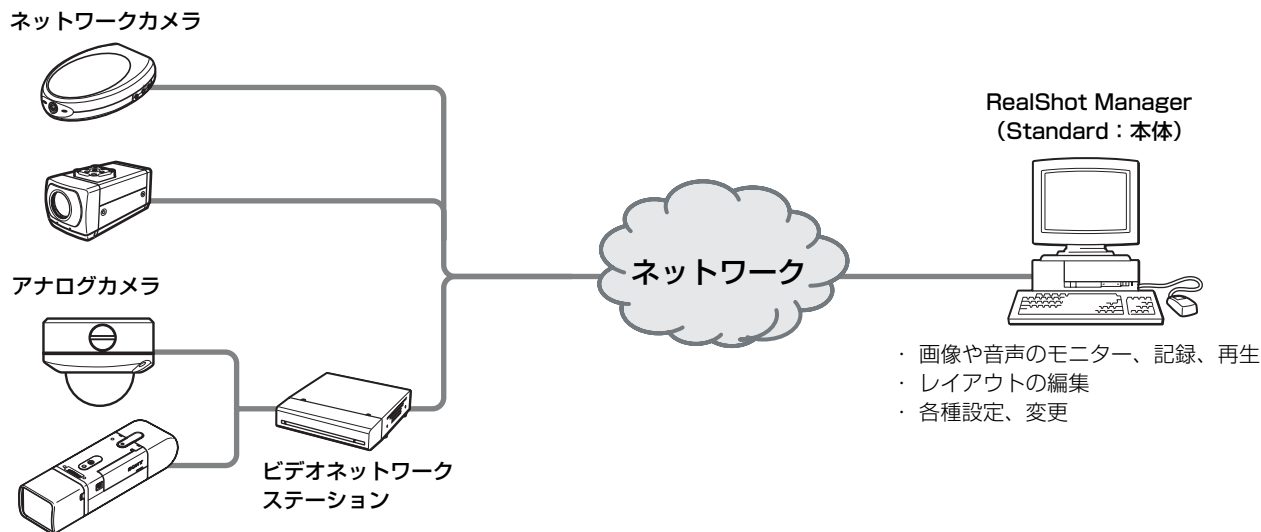 ネットワークカメラ
RealShot Manager
（Standard：本体）
ネットワーク
アナログカメラ
・ 画像や音声のモニター、記録、再生
・ レイアウトの編集
・ 各種設定、変更
ビデオネットワーク
ステーション
SONY